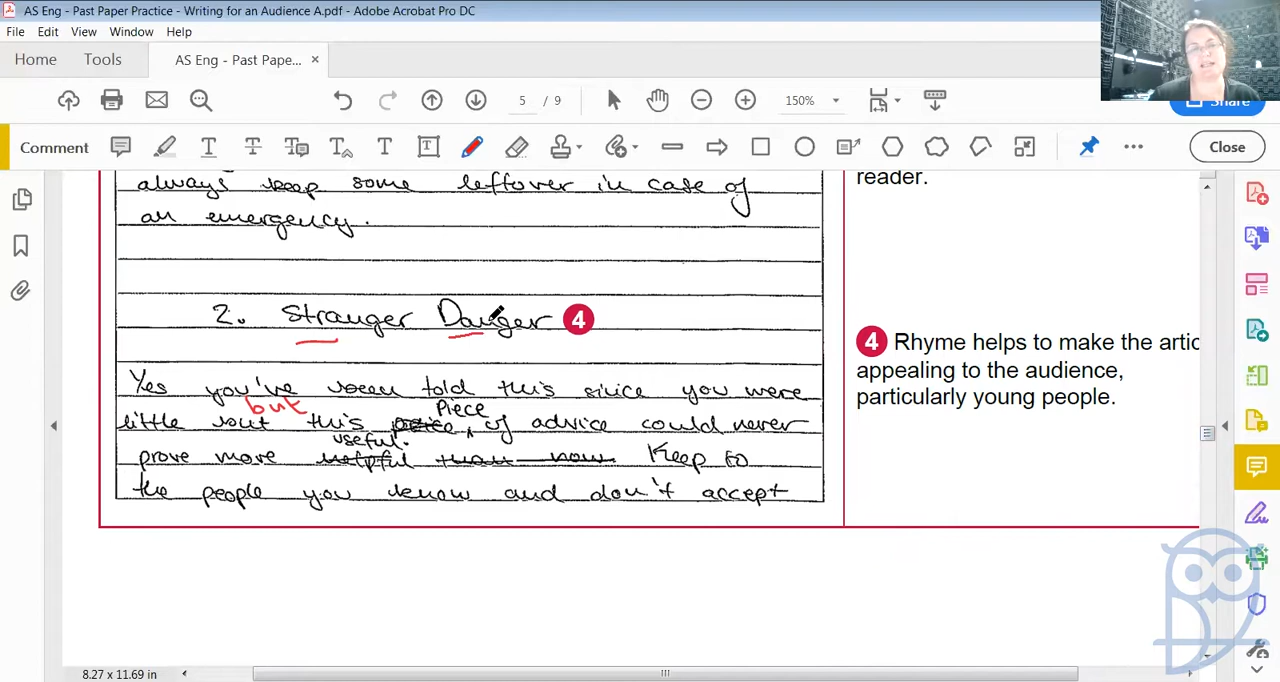 AS Eng - Past Paper Practice - Writing for an Audience A.pdf - Adobe Acrobat Pro DC
File Edit View Window Help
Home Tools AS Eng - Past Pape... ×
5 / 9 150% Share
Comment Close
always keep some leftover in case of
an emergency.
reader.
2. Stranger Danger 4
4 Rhyme helps to make the artic
appealing to the audience,
particularly young people.
Yes you've been told this since you were
but Piece
little but this of advice could never
useful.
prove more helpful than now Keep to
the people you know and don't accept
8.27 x 11.69 in